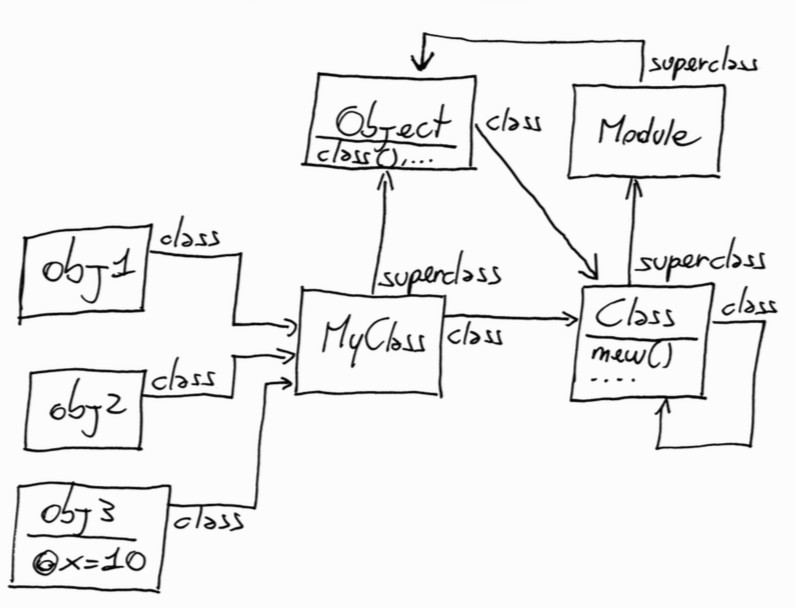 superclass
Object
class(),...
class
Module
class
obj1
superclass
superclass
MyClass
class
Class
new()
....
class
class
obj2
obj3
@x=10
class